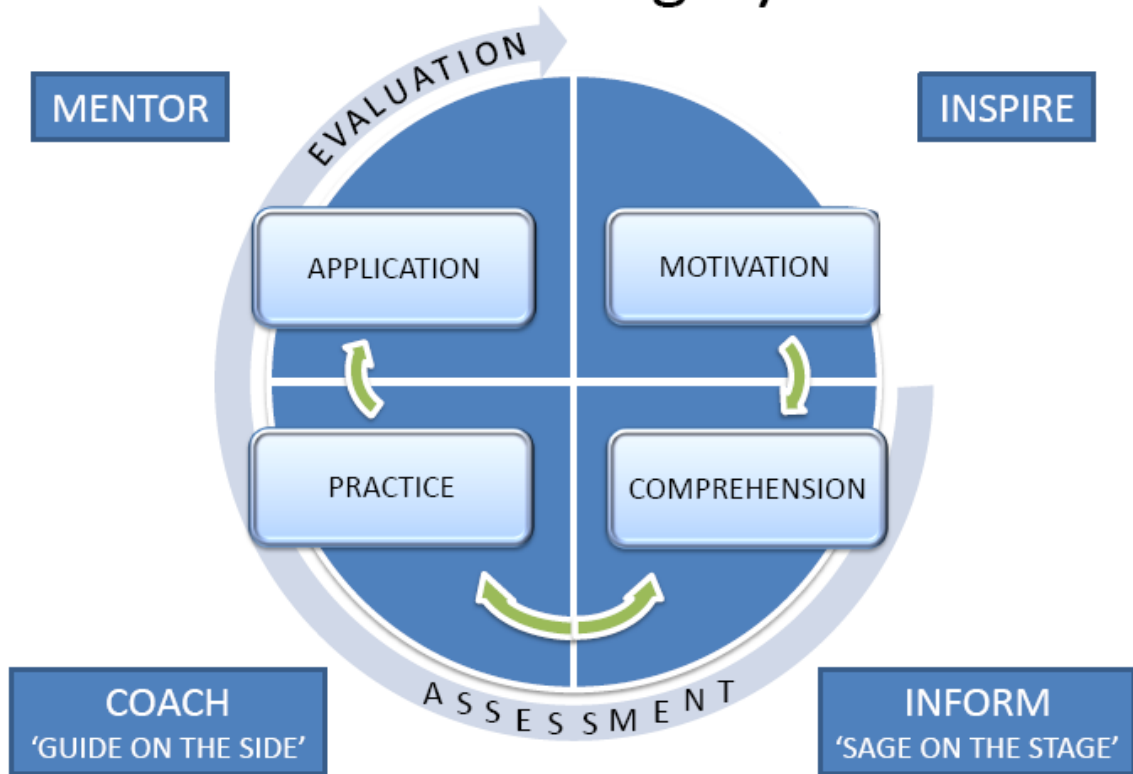 EVALUATION
MENTOR
INSPIRE
APPLICATION
MOTIVATION
PRACTICE
COMPREHENSION
ASSESSMENT
COACH
'GUIDE ON THE SIDE'
INFORM
'SAGE ON THE STAGE'